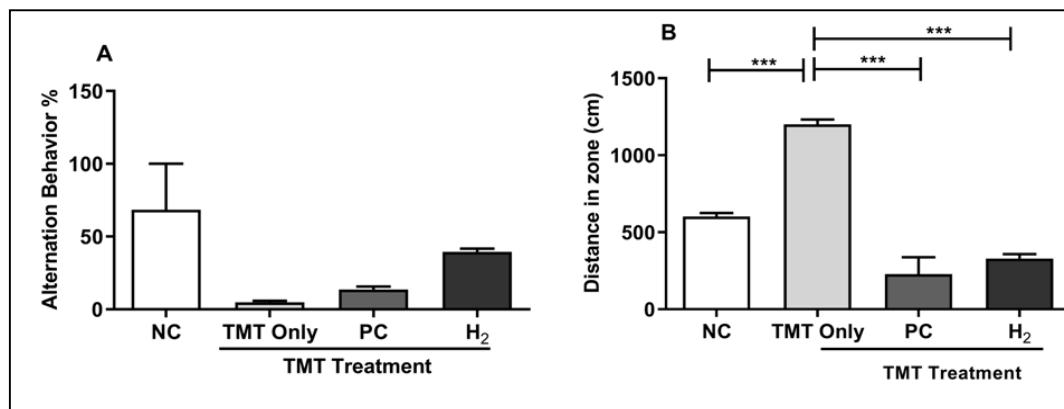 A
Alternation Behavior %
150
100
50
0
NC
TMT Only
PC
H₂
TMT Treatment
B
***
***
***
Distance in zone (cm)
1500
1000
500
0
NC
TMT Only
PC
H₂
TMT Treatment